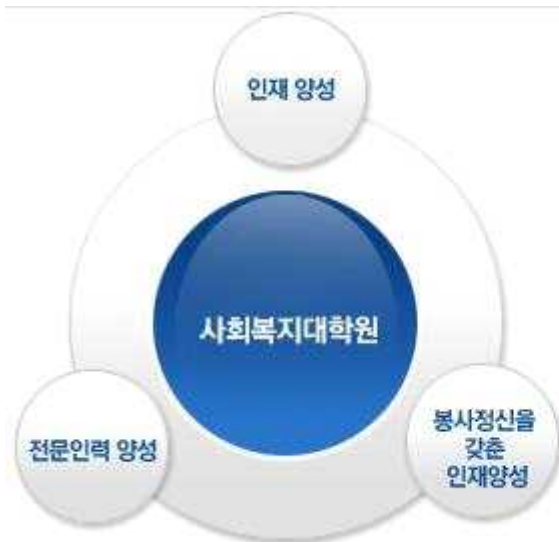 인재 양성
사회복지대학원
전문인력 양성
봉사정신을
갖춘
인재양성